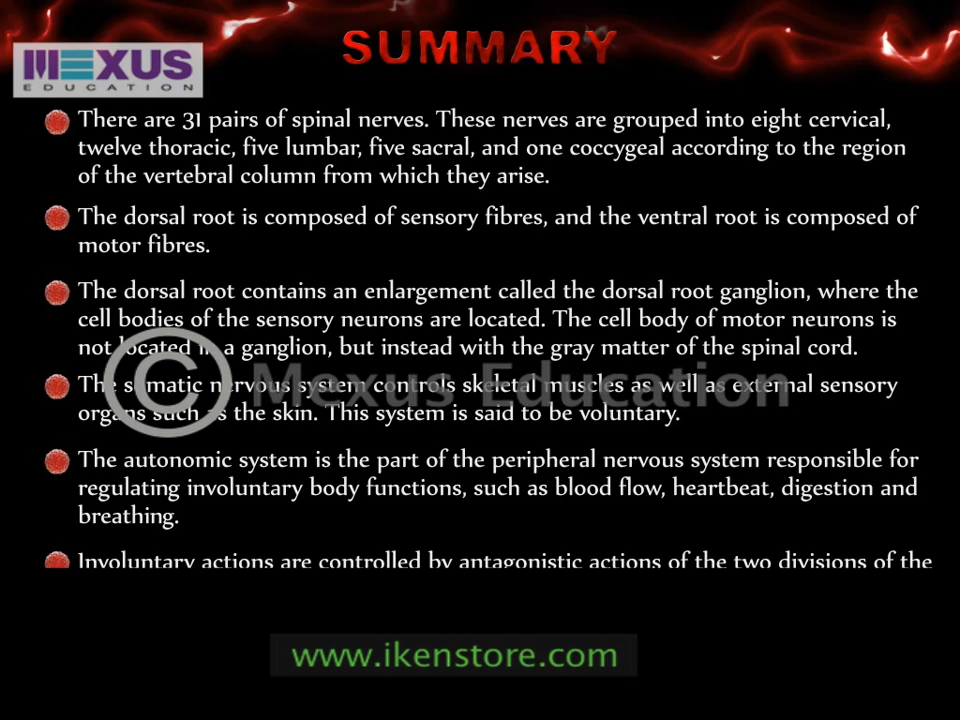 SUMMARY
MEXUS
EDUCATION
There are 31 pairs of spinal nerves. These nerves are grouped into eight cervical,
twelve thoracic, five lumbar, five sacral, and one coccygeal according to the region
of the vertebral column from which they arise.
The dorsal root is composed of sensory fibres, and the ventral root is composed of
motor fibres.
The dorsal root contains an enlargement called the dorsal root ganglion, where the
cell bodies of the sensory neurons are located. The cell body of motor neurons is
not located in a ganglion, but instead with the gray matter of the spinal cord.
The somatic nervous system controls skeletal muscles as well as external sensory
organs such as the skin. This system is said to be voluntary.
© Mexus Education
The autonomic system is the part of the peripheral nervous system responsible for
regulating involuntary body functions, such as blood flow, heartbeat, digestion and
breathing.
Involuntary actions are controlled by antagonistic actions of the two divisions of the
www.ikenstore.com